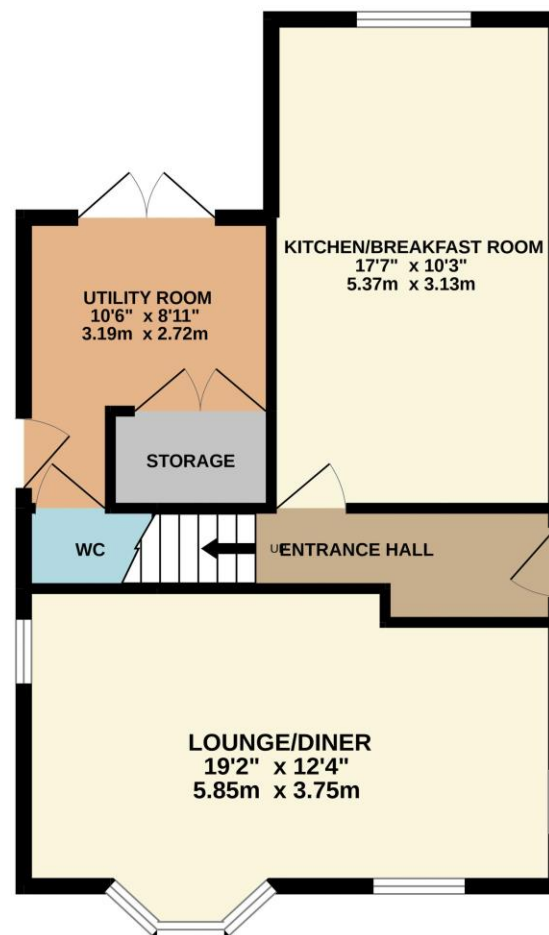 KITCHEN/BREAKFAST ROOM
17'7" x 10'3"
5.37m x 3.13m
UTILITY ROOM
10'6" x 8'11"
3.19m x 2.72m
STORAGE
WC
ENTRANCE HALL
LOUNGE/DINER
19'2" x 12'4"
5.85m x 3.75m